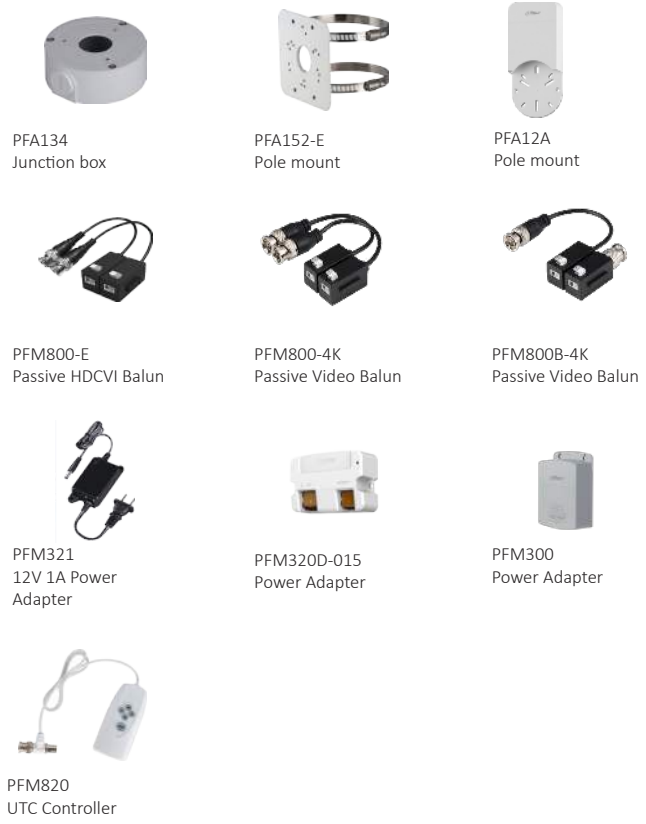 PFA134
Junction box
PFA152-E
Pole mount
PFA12A
Pole mount
PFM800-E
Passive HDCVI Balun
PFM800-4K
Passive Video Balun
PFM800B-4K
Passive Video Balun
PFM321
12V 1A Power
Adapter
PFM320D-015
Power Adapter
PFM300
Power Adapter
PFM820
UTC Controller